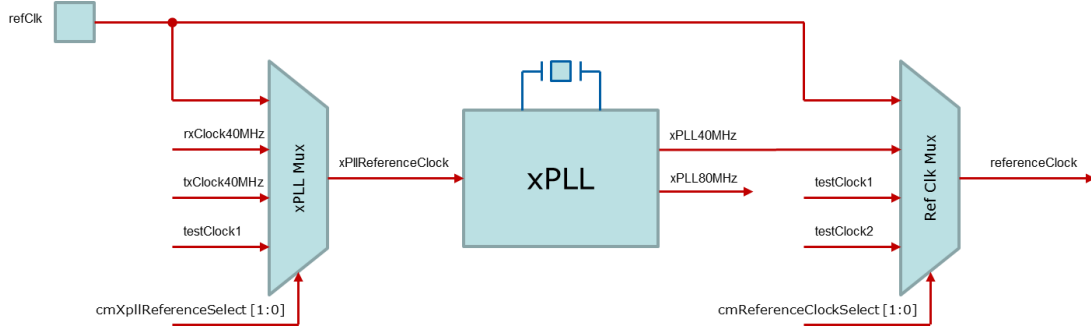 refClk
rxClock40MHz
txClock40MHz
testClock1
xPLL Mux
cmXpllReferenceSelect [1:0]
xPllReferenceClock
xPLL
xPLL40MHz
xPLL80MHz
testClock1
testClock2
Ref Clk Mux
cmReferenceClockSelect [1:0]
referenceClock